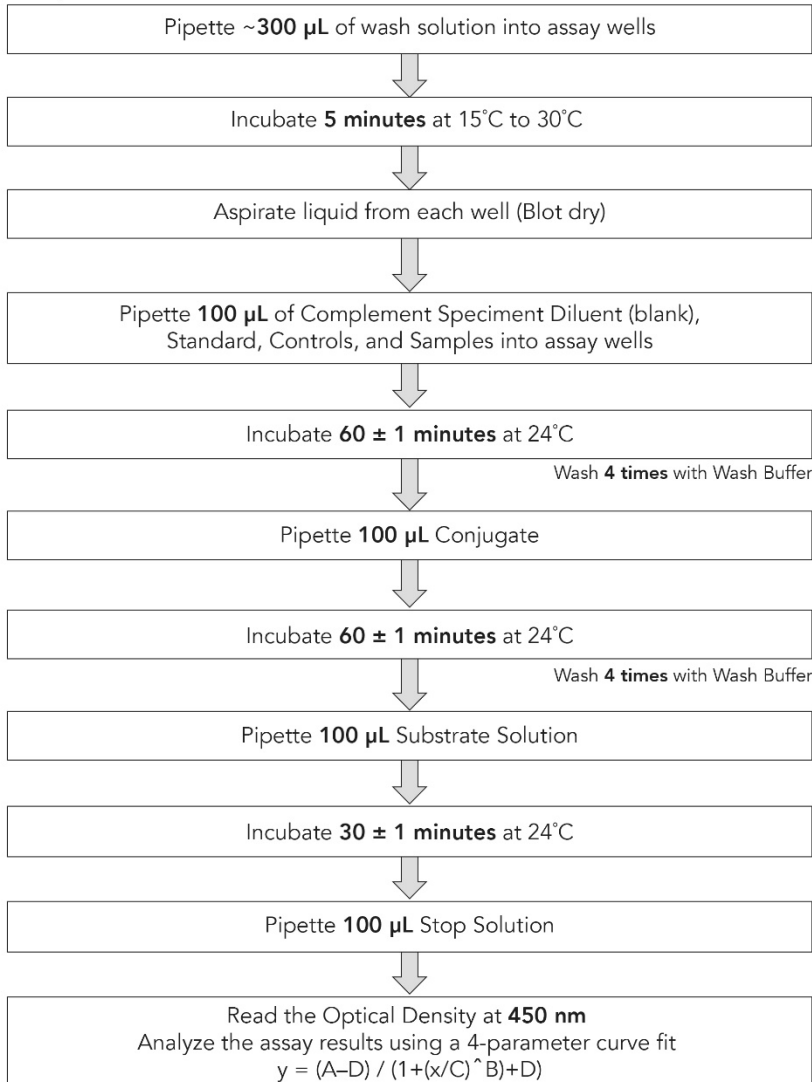 Pipette ~300 µL of wash solution into assay wells
Incubate 5 minutes at 15˚C to 30˚C
Aspirate liquid from each well (Blot dry)
Pipette 100 µL of Complement Speciment Diluent (blank),
Standard, Controls, and Samples into assay wells
Incubate 60 ± 1 minutes at 24˚C
Wash 4 times with Wash Buffer
Pipette 100 µL Conjugate
Incubate 60 ± 1 minutes at 24˚C
Wash 4 times with Wash Buffer
Pipette 100 µL Substrate Solution
Incubate 30 ± 1 minutes at 24˚C
Pipette 100 µL Stop Solution
Read the Optical Density at 450 nm
Analyze the assay results using a 4-parameter curve fit
y = (A–D) / (1+(x/C)ˆB)+D)